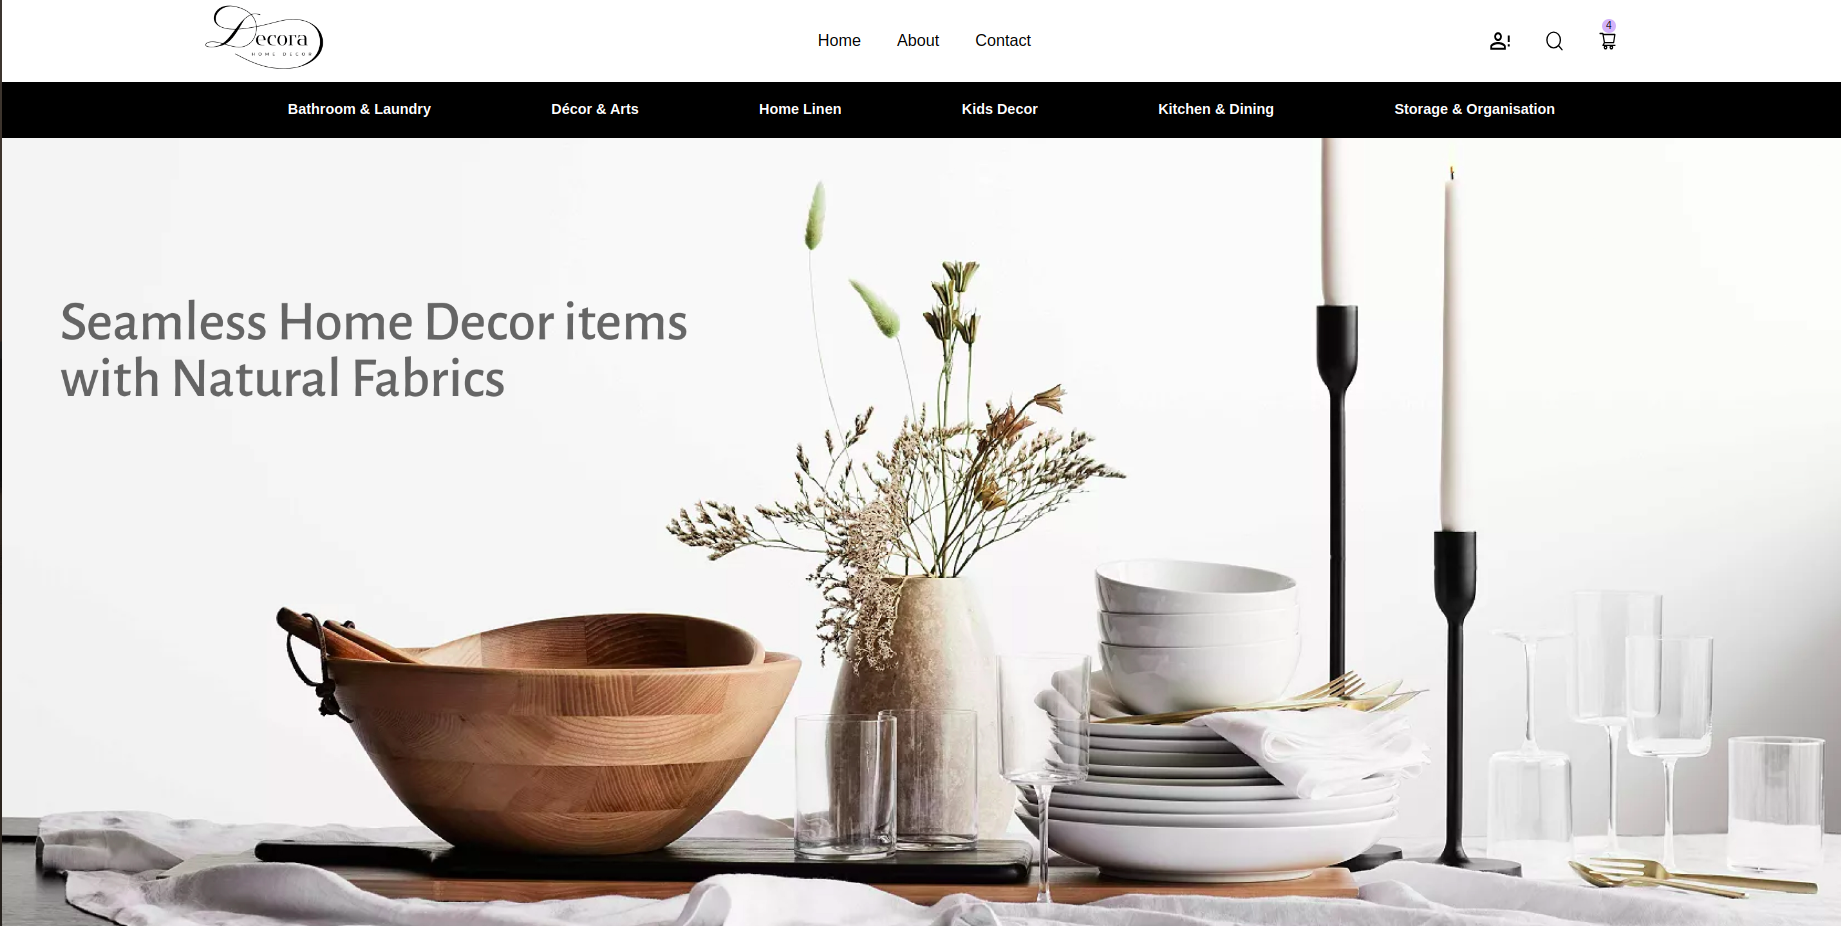 Decora
HOME DECOR
Home
About
Contact
4
Bathroom & Laundry
Décor & Arts
Home Linen
Kids Decor
Kitchen & Dining
Storage & Organisation
Seamless Home Decor items
with Natural Fabrics